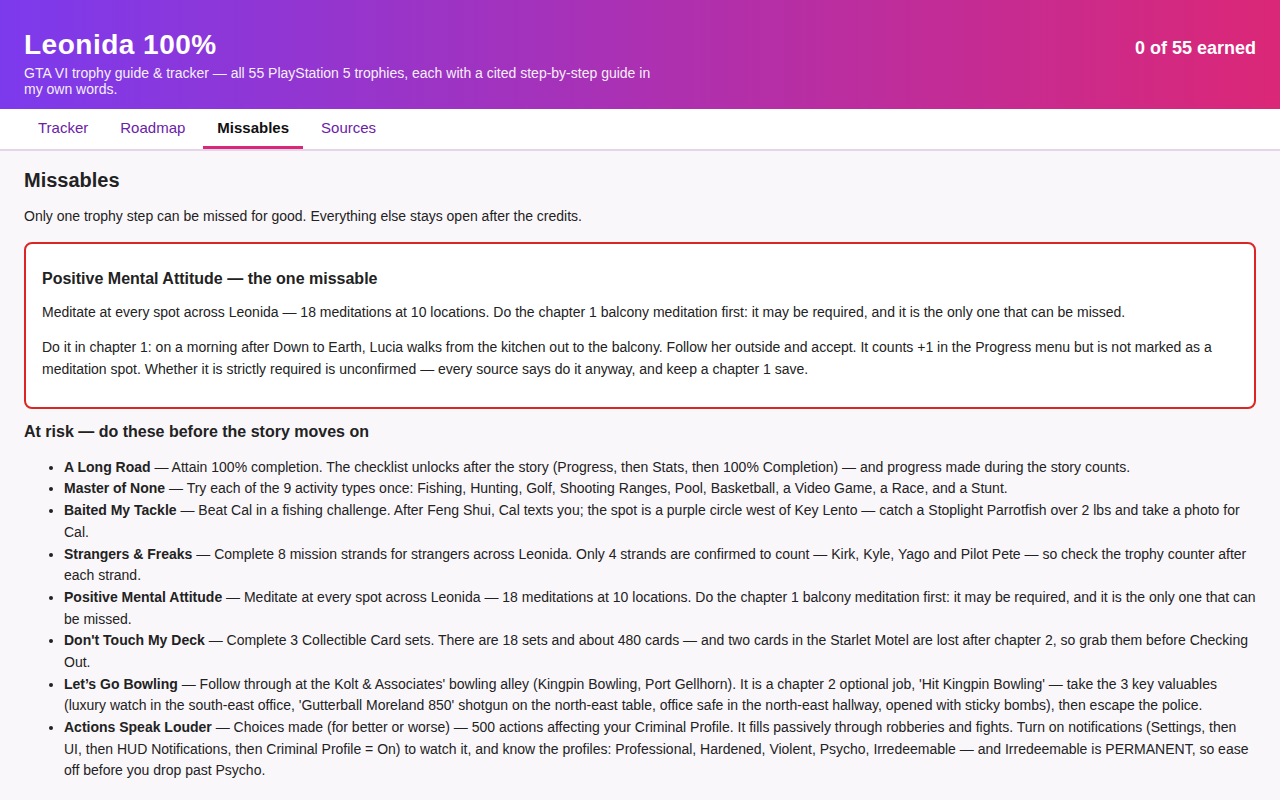 Leonida 100%
0 of 55 earned
GTA VI trophy guide & tracker — all 55 PlayStation 5 trophies, each with a cited step-by-step guide in
my own words.
Tracker
Roadmap
Missables
Sources
Missables
Only one trophy step can be missed for good. Everything else stays open after the credits.
Positive Mental Attitude — the one missable
Meditate at every spot across Leonida — 18 meditations at 10 locations. Do the chapter 1 balcony meditation first: it may be required, and it is the only one that can be missed.
Do it in chapter 1: on a morning after Down to Earth, Lucia walks from the kitchen out to the balcony. Follow her outside and accept. It counts +1 in the Progress menu but is not marked as a
meditation spot. Whether it is strictly required is unconfirmed — every source says do it anyway, and keep a chapter 1 save.
At risk — do these before the story moves on
• A Long Road — Attain 100% completion. The checklist unlocks after the story (Progress, then Stats, then 100% Completion) — and progress made during the story counts.
• Master of None — Try each of the 9 activity types once: Fishing, Hunting, Golf, Shooting Ranges, Pool, Basketball, a Video Game, a Race, and a Stunt.
• Baited My Tackle — Beat Cal in a fishing challenge. After Feng Shui, Cal texts you; the spot is a purple circle west of Key Lento — catch a Stoplight Parrotfish over 2 lbs and take a photo for
Cal.
• Strangers & Freaks — Complete 8 mission strands for strangers across Leonida. Only 4 strands are confirmed to count — Kirk, Kyle, Yago and Pilot Pete — so check the trophy counter after
each strand.
• Positive Mental Attitude — Meditate at every spot across Leonida — 18 meditations at 10 locations. Do the chapter 1 balcony meditation first: it may be required, and it is the only one that can
be missed.
• Don't Touch My Deck — Complete 3 Collectible Card sets. There are 18 sets and about 480 cards — and two cards in the Starlet Motel are lost after chapter 2, so grab them before Checking
Out.
• Let’s Go Bowling — Follow through at the Kolt & Associates' bowling alley (Kingpin Bowling, Port Gellhorn). It is a chapter 2 optional job, 'Hit Kingpin Bowling' — take the 3 key valuables
(luxury watch in the south-east office, 'Gutterball Moreland 850' shotgun on the north-east table, office safe in the north-east hallway, opened with sticky bombs), then escape the police.
• Actions Speak Louder — Choices made (for better or worse) — 500 actions affecting your Criminal Profile. It fills passively through robberies and fights. Turn on notifications (Settings, then
UI, then HUD Notifications, then Criminal Profile = On) to watch it, and know the profiles: Professional, Hardened, Violent, Psycho, Irredeemable — and Irredeemable is PERMANENT, so ease
off before you drop past Psycho.